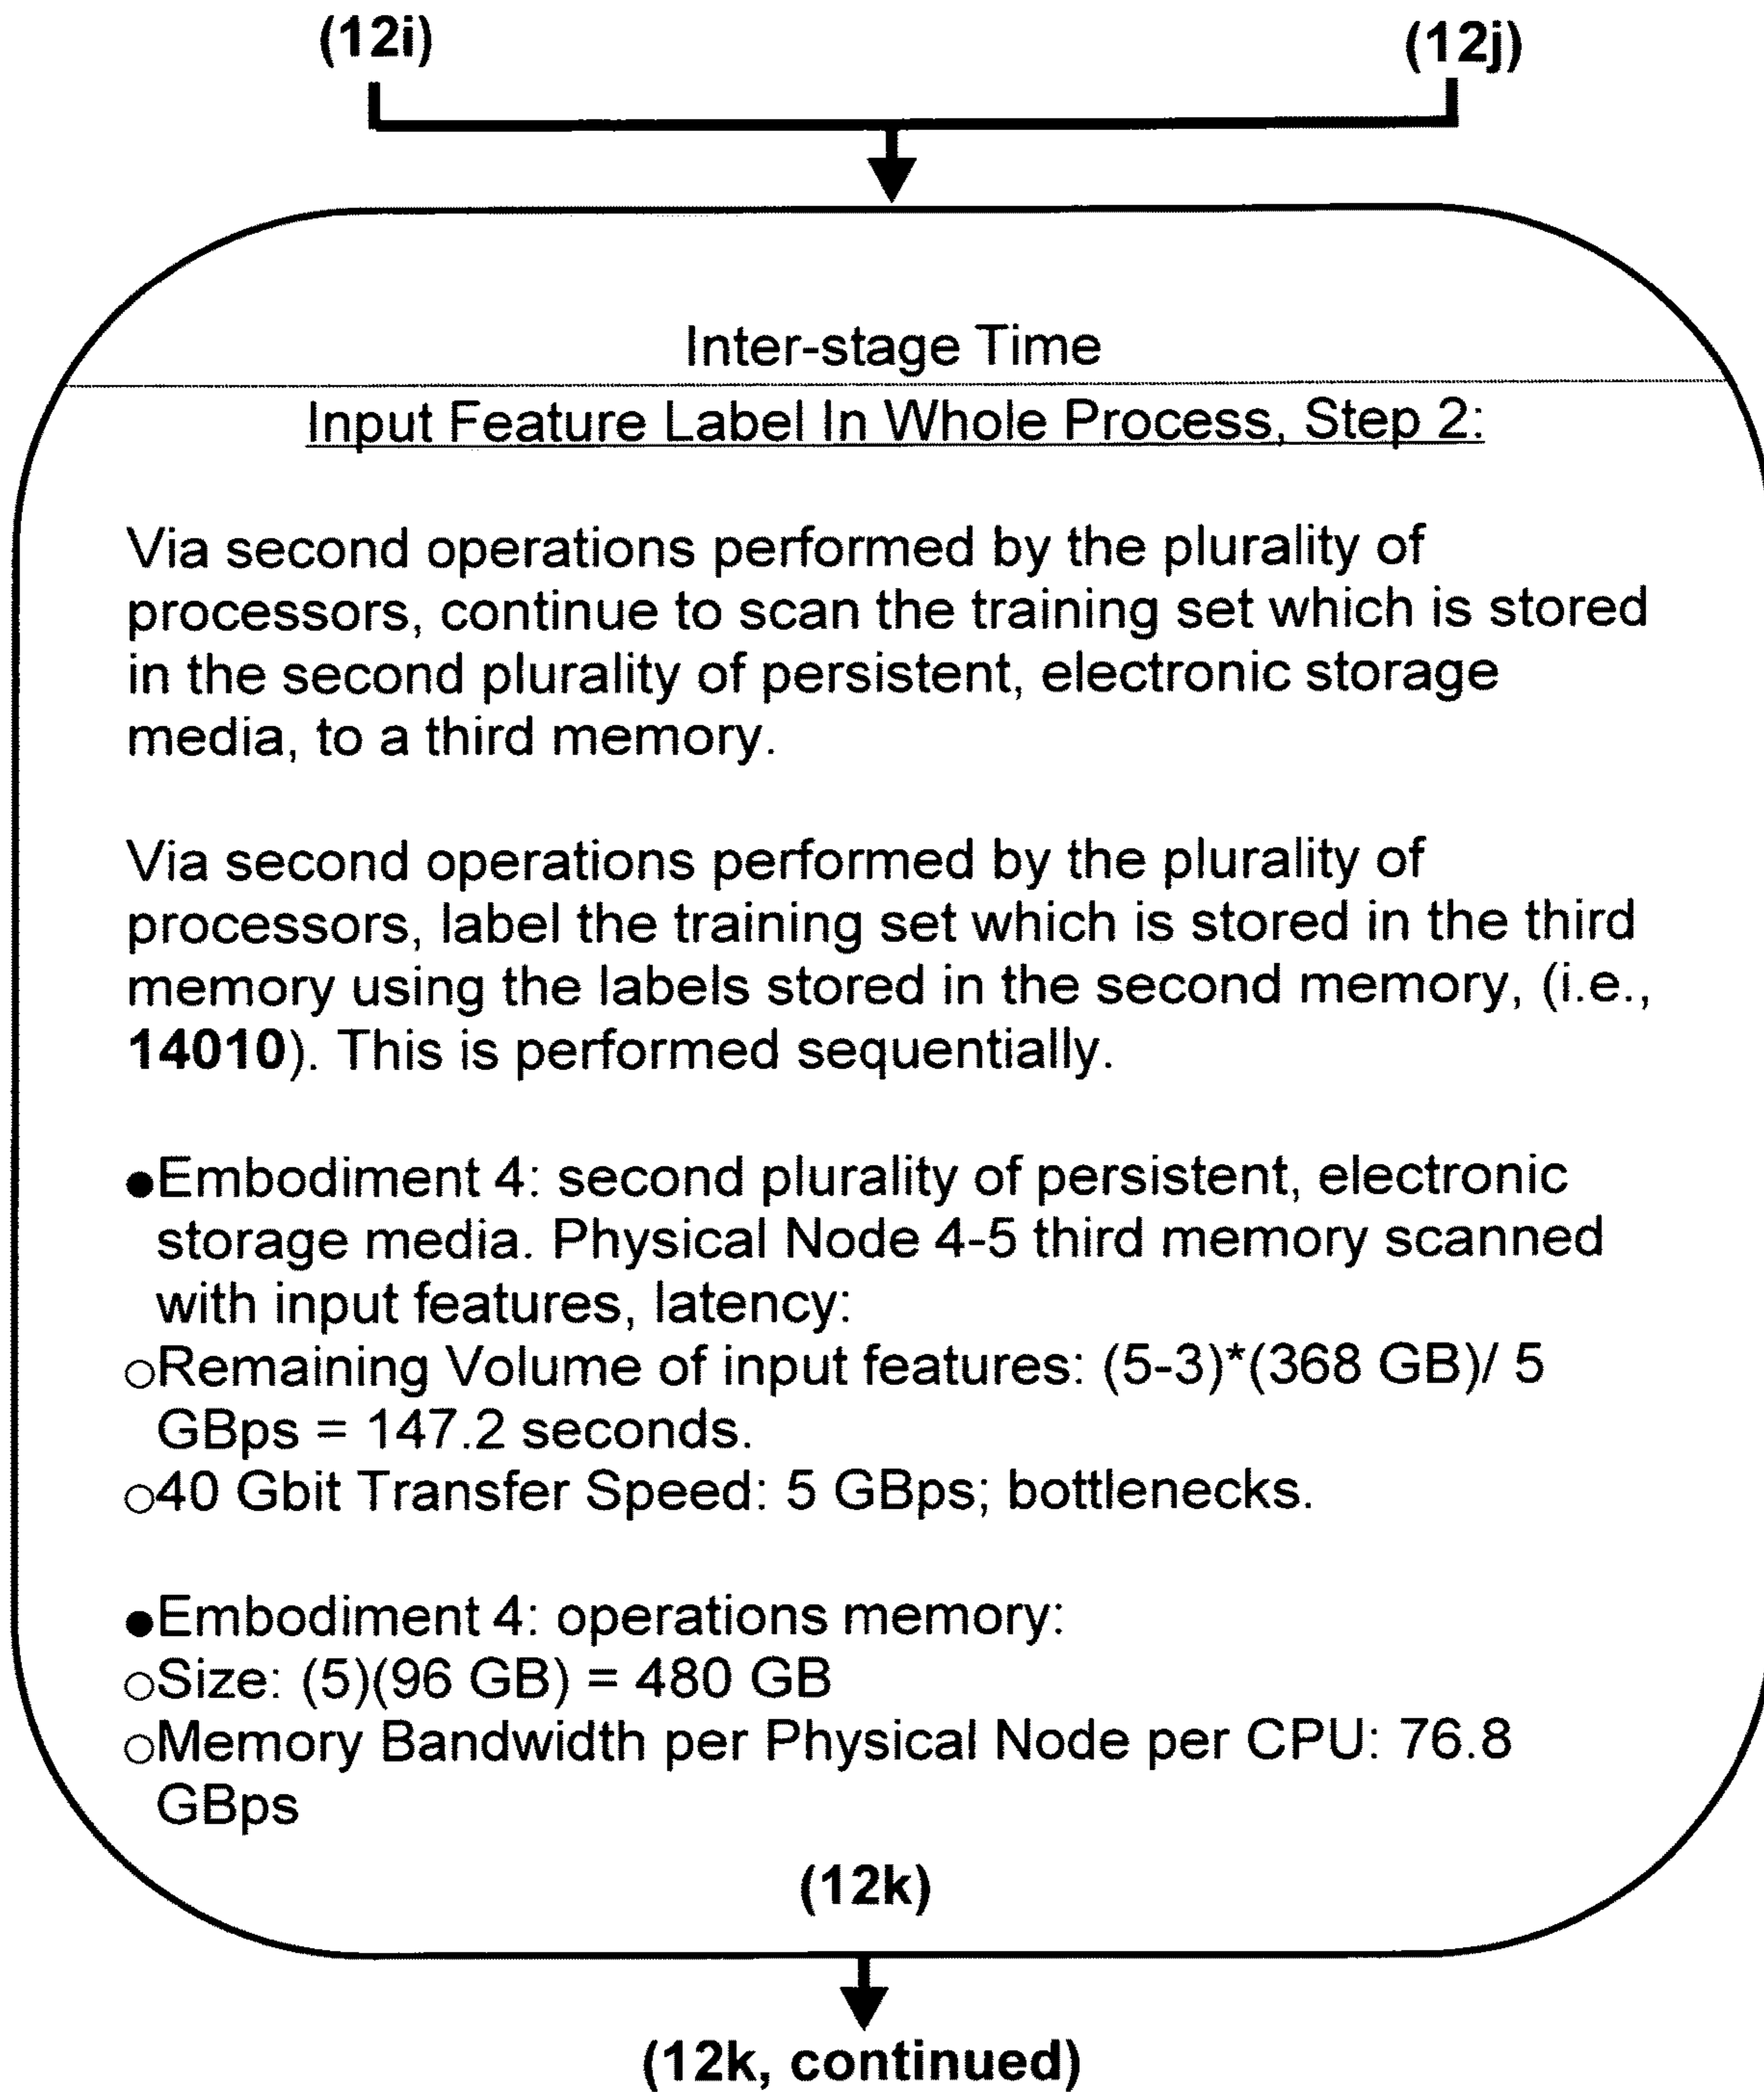 (12i)
(12j)
Inter-stage Time
Input Feature Label In Whole Process, Step 2:
Via second operations performed by the plurality of
processors, continue to scan the training set which is stored
in the second plurality of persistent, electronic storage
media, to a third memory.
Via second operations performed by the plurality of
processors, label the training set which is stored in the third
memory using the labels stored in the second memory, (i.e.,
14010). This is performed sequentially.
●Embodiment 4: second plurality of persistent, electronic
storage media. Physical Node 4-5 third memory scanned
with input features, latency:
○Remaining Volume of input features: (5-3)*(368 GB)/ 5
GBps = 147.2 seconds.
○40 Gbit Transfer Speed: 5 GBps; bottlenecks.
●Embodiment 4: operations memory:
○Size: (5)(96 GB) = 480 GB
○Memory Bandwidth per Physical Node per CPU: 76.8
GBps
(12k)
(12k, continued)